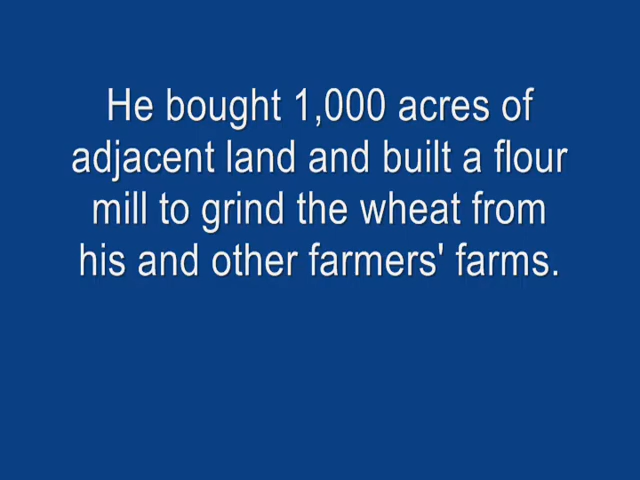 He bought 1,000 acres of
adjacent land and built a flour
mill to grind the wheat from
his and other farmers' farms.